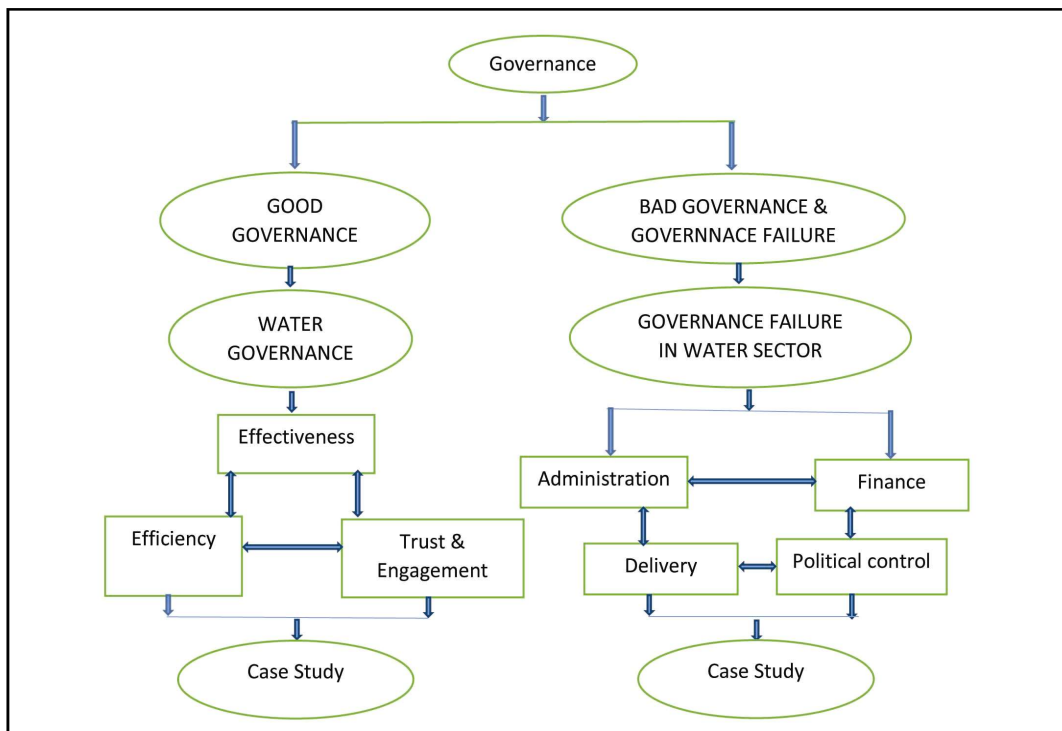 Governance
GOOD
GOVERNANCE
BAD GOVERNANCE &
GOVERNNACE FAILURE
WATER
GOVERNANCE
GOVERNANCE FAILURE
IN WATER SECTOR
Effectiveness
Administration
Finance
Efficiency
Trust &
Engagement
Delivery
Political control
Case Study
Case Study